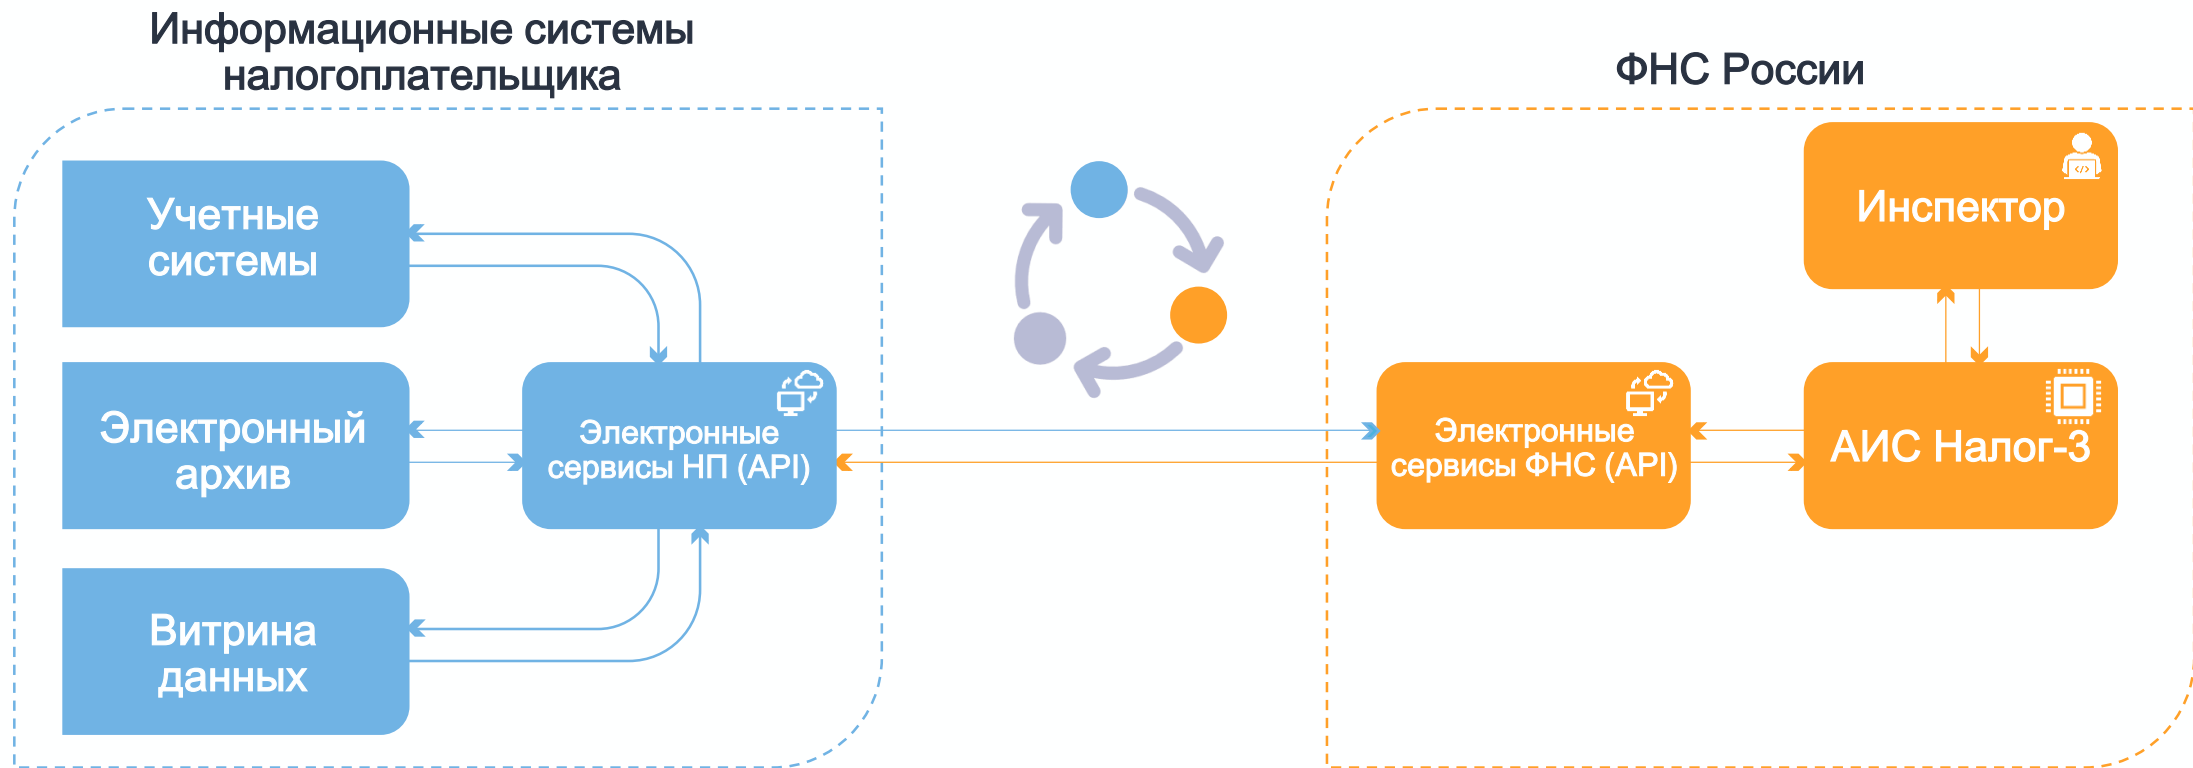 Информационные системы
налогоплательщика
ФНС России
Учетные
системы
Инспектор
Электронный
архив
Электронные
сервисы НП (API)
Электронные
сервисы ФНС (API)
АИС Налог-3
Витрина
данных